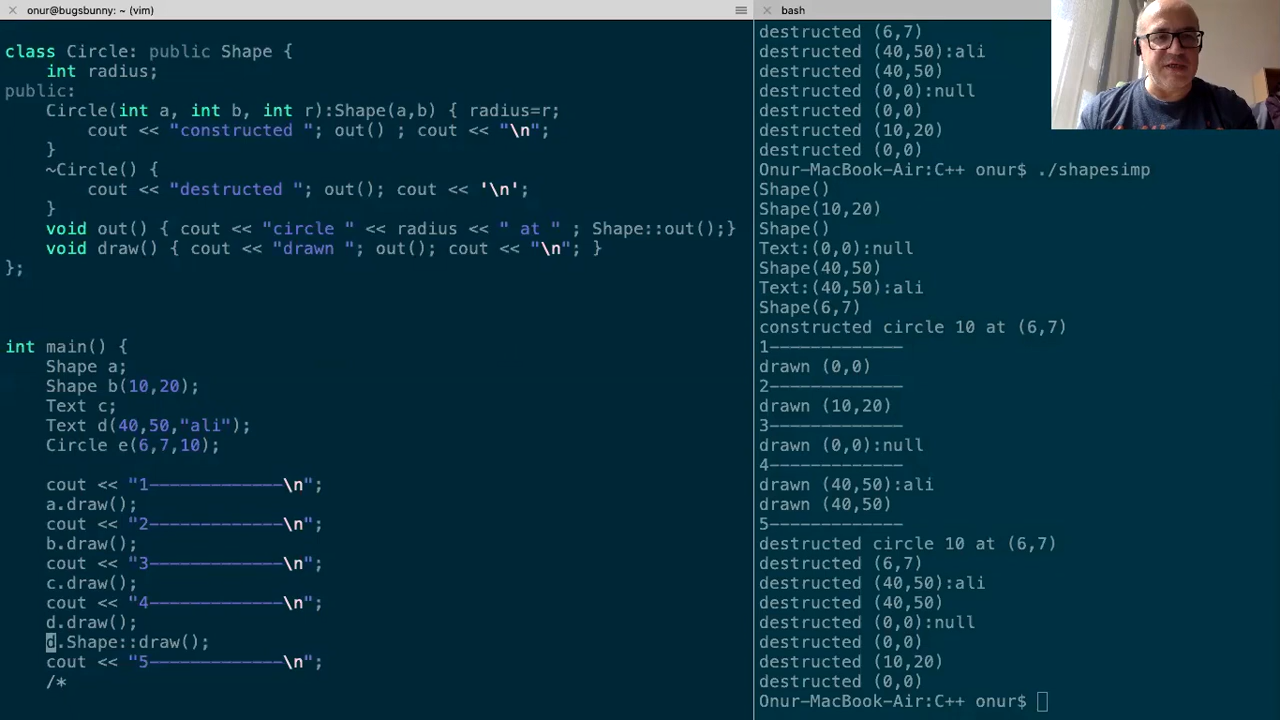 onur@bugsbunny: ~ (vim)
class Circle: public Shape {
    int radius;
public:
    Circle(int a, int b, int r):Shape(a,b) { radius=r;
        cout << "constructed "; out() ; cout << "\n";
    }
    ~Circle() {
        cout << "destructed "; out(); cout << '\n';
    }
    void out() { cout << "circle " << radius << " at " ; Shape::out();}
    void draw() { cout << "drawn "; out(); cout << "\n"; }
};
int main() {
    Shape a;
    Shape b(10,20);
    Text c;
    Text d(40,50,"ali");
    Circle e(6,7,10);
    cout << "1-------------\n";
    a.draw();
    cout << "2-------------\n";
    b.draw();
    cout << "3-------------\n";
    c.draw();
    cout << "4-------------\n";
    d.draw();
    d.Shape::draw();
    cout << "5-------------\n";
    /*
bash
destructed (6,7)
destructed (40,50):ali
destructed (40,50)
destructed (0,0):null
destructed (0,0)
destructed (10,20)
destructed (0,0)
Onur-MacBook-Air:C++ onur$ ./shapesimp
Shape()
Shape(10,20)
Shape()
Text:(0,0):null
Shape(40,50)
Text:(40,50):ali
Shape(6,7)
constructed circle 10 at (6,7)
1-------------
drawn (0,0)
2-------------
drawn (10,20)
3-------------
drawn (0,0):null
4-------------
drawn (40,50):ali
drawn (40,50)
5-------------
destructed circle 10 at (6,7)
destructed (6,7)
destructed (40,50):ali
destructed (40,50)
destructed (0,0):null
destructed (0,0)
destructed (10,20)
destructed (0,0)
Onur-MacBook-Air:C++ onur$